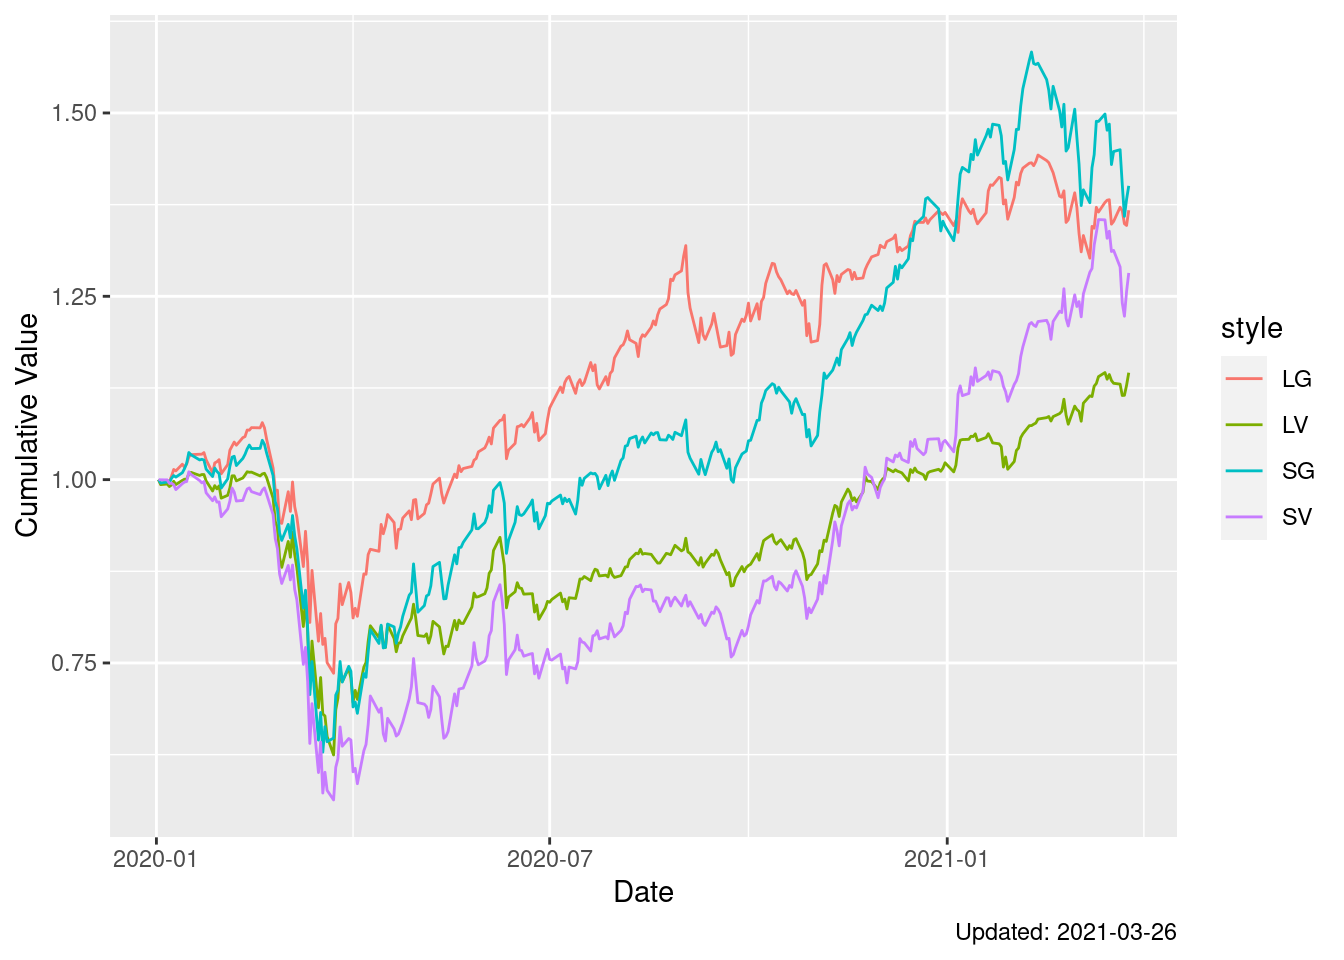 1.50
1.25
1.00
0.75
Cumulative Value
2020-01
2020-07
2021-01
Date
style
LG
LV
SG
SV
Updated: 2021-03-26